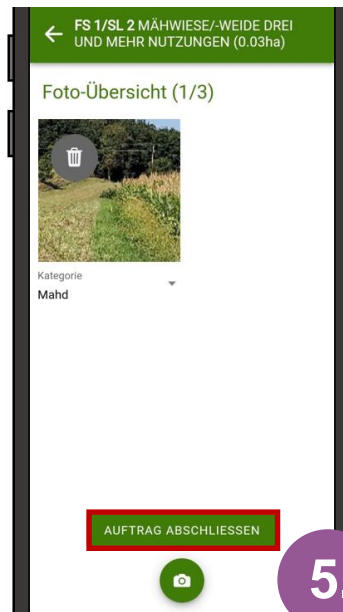 FS 1/SL 2 MÄHWIESE/-WEIDE DREI
UND MEHR NUTZUNGEN (0.03ha)
Foto-Übersicht (1/3)
Kategorie
Mahd
AUFTRAG ABSCHLIESSEN
5.